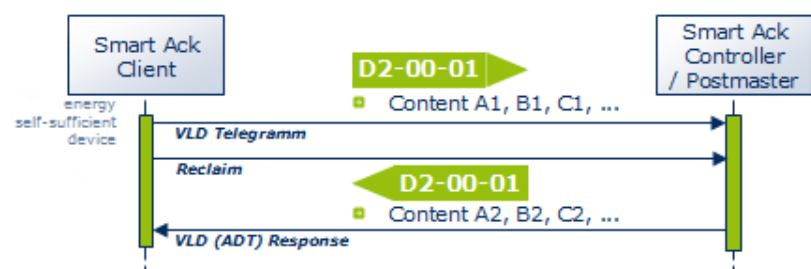 Smart Ack
Client
Smart Ack
Controller
/ Postmaster
D2-00-01
Content A1, B1, C1, ...
energy
self-sufficient
device
VLD Telegramm
Reclaim
D2-00-01
Content A2, B2, C2, ...
VLD (ADT) Response